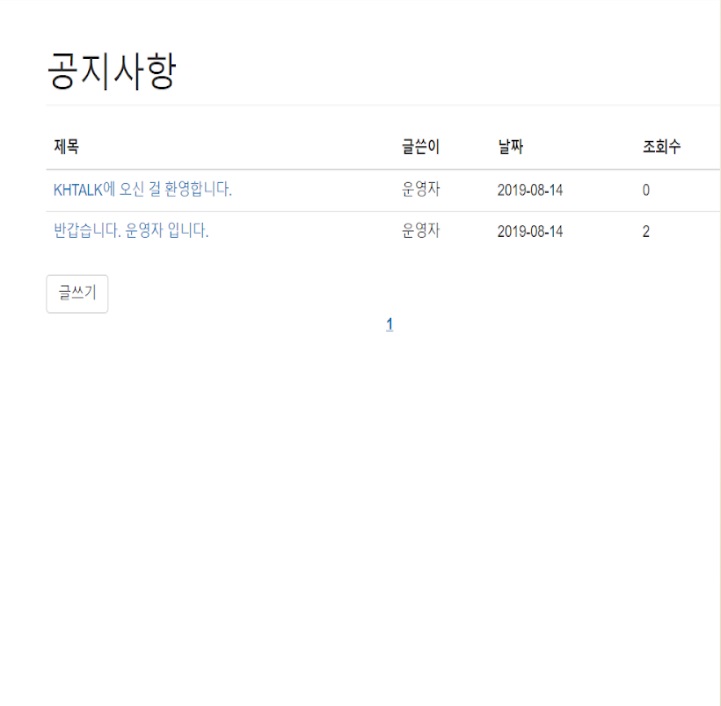 공지사항
제목 글쓴이 날짜 조회수
KHTALK에 오신 걸 환영합니다. 운영자 2019-08-14 0
반갑습니다. 운영자 입니다. 운영자 2019-08-14 2
글쓰기
1